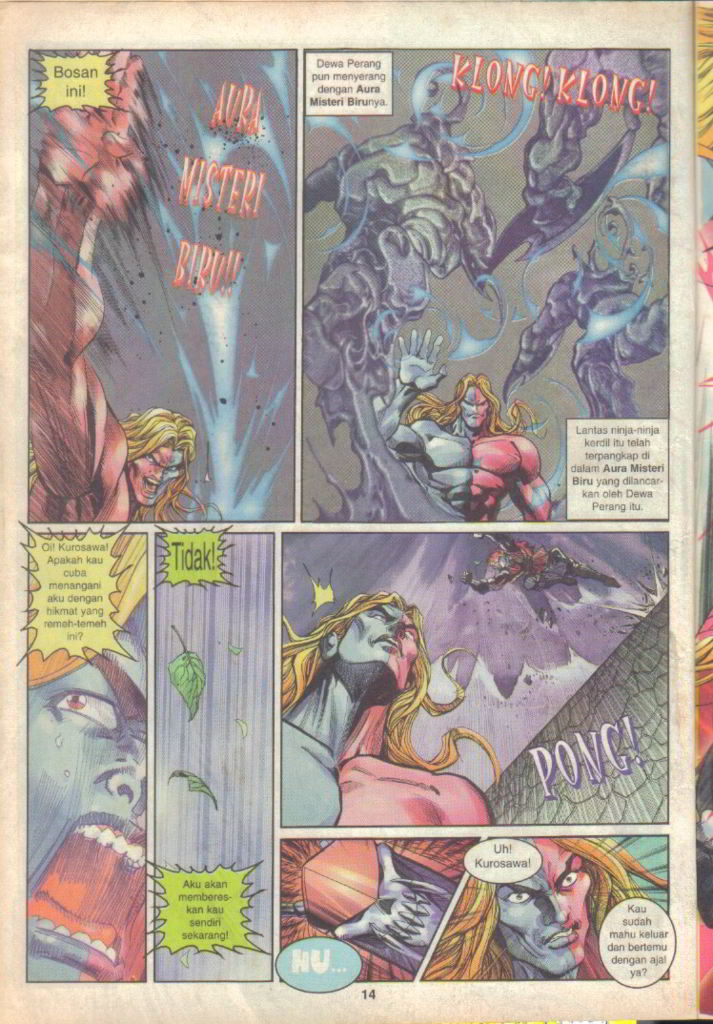 Bosan
ini!
AURA
MISTERI
BIRU!!
Dewa Perang
pun menyerang
dengan Aura
Misteri Birunya.
KLONG! KLONG!
Lantas ninja-ninja
kerdil itu telah
terpangkap di
dalam Aura Misteri
Biru yang dilancar-
kan oleh Dewa
Perang itu.
Oi! Kurosawa!
Apakah kau
cuba
menangani
aku dengan
hikmat yang
remeh-temeh
ini?
Tidak!
Aku akan
memberes-
kan kau
sendiri
sekarang!
PONG!
HU...
Uh!
Kurosawa!
Kau
sudah
mahu keluar
dan bertemu
dengan ajal
ya?
14